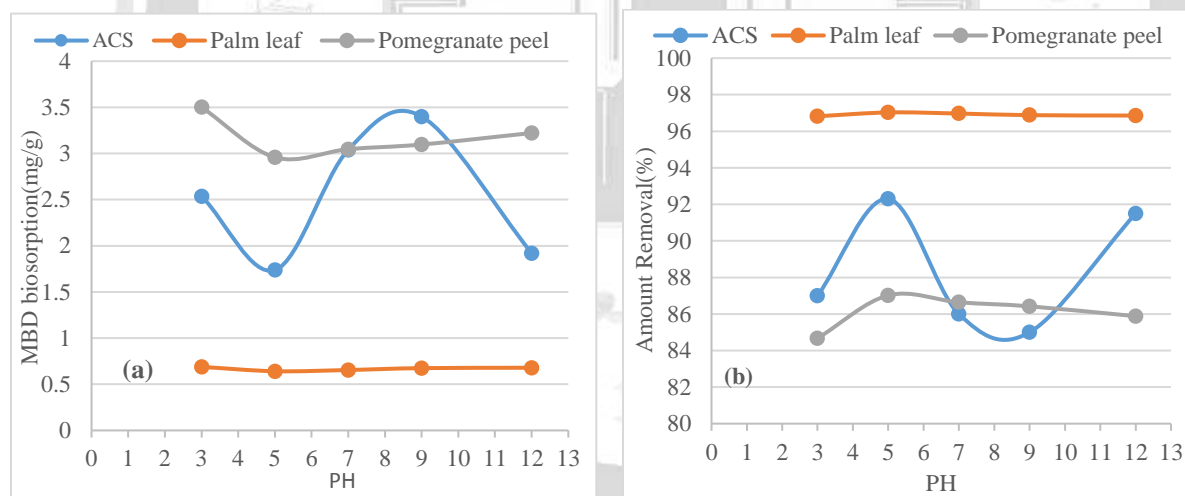 ACS Palm leaf Pomegranate peel
4
3.5
3
2.5
2
1.5
1
0.5
0
MBD biosorption(mg/g)
(a)
0 1 2 3 4 5 6 7 8 9 10 11 12 13
PH
ACS Palm leaf Pomegranate peel
100
98
96
94
92
90
88
86
84
82
80
Amount Removal(%)
(b)
0 1 2 3 4 5 6 7 8 9 10 11 12 13
PH